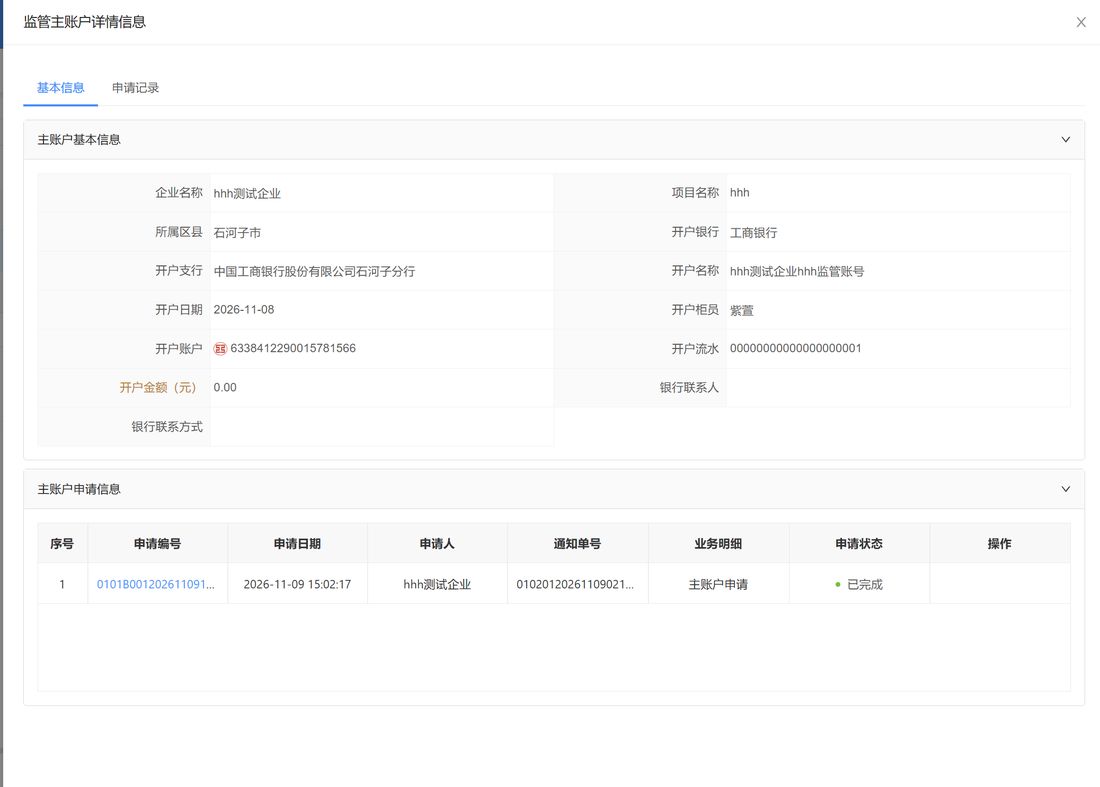 监管主账户详情信息
基本信息 申请记录
主账户基本信息
企业名称 hhh测试企业 项目名称 hhh
所属区县 石河子市 开户银行 工商银行
开户支行 中国工商银行股份有限公司石河子分行 开户名称 hhh测试企业hhh监管账号
开户日期 2026-11-08 开户柜员 紫萱
开户账户 6338412290015781566 开户流水 00000000000000000001
开户金额（元） 0.00 银行联系人
银行联系方式
主账户申请信息
序号 申请编号 申请日期 申请人 通知单号 业务明细 申请状态 操作
1 0101B001202611091... 2026-11-09 15:02:17 hhh测试企业 01020120261109021... 主账户申请 已完成